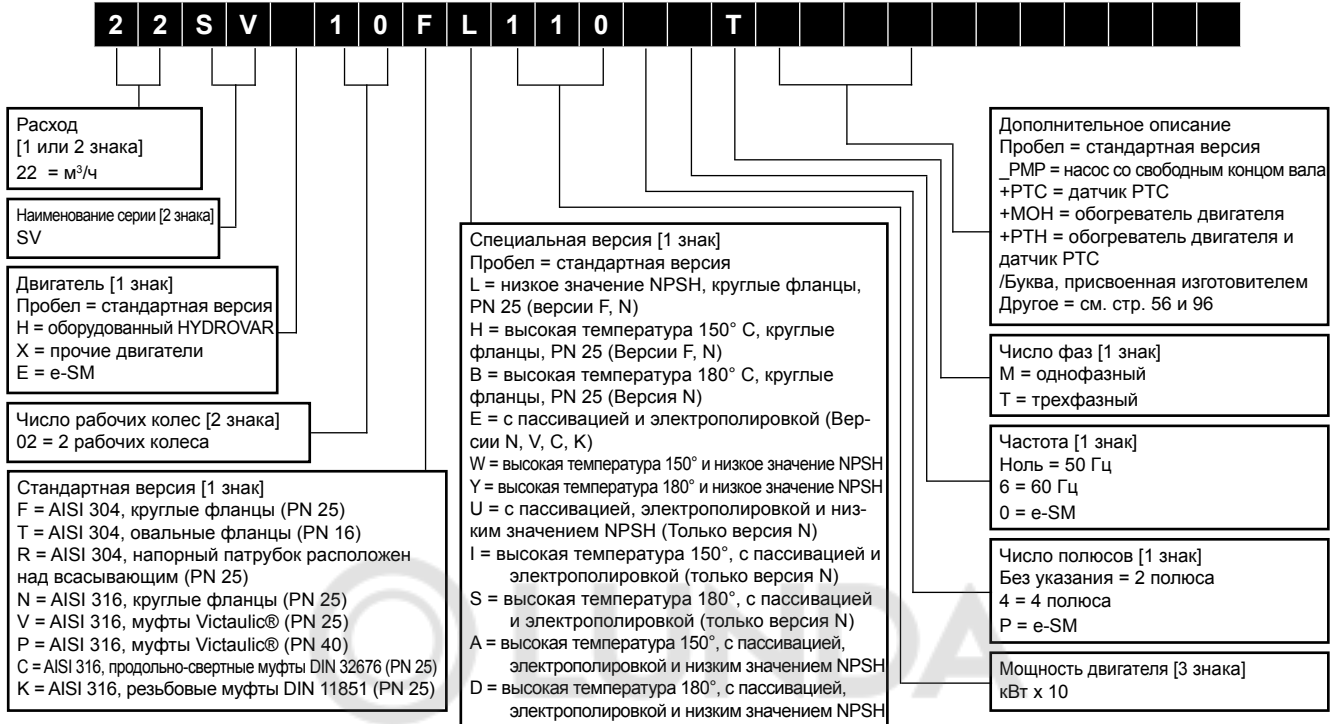 22SV 10FL110 T
Расход
[1 или 2 знака]
22 = м³/ч
Наименование серии [2 знака]
SV
Двигатель [1 знак]
Пробел = стандартная версия
H = оборудованный HYDROVAR
X = прочие двигатели
E = e-SM
Число рабочих колес [2 знака]
02 = 2 рабочих колеса
Стандартная версия [1 знак]
F = AISI 304, круглые фланцы (PN 25)
T = AISI 304, овальные фланцы (PN 16)
R = AISI 304, напорный патрубок расположен
над всасывающим (PN 25)
N = AISI 316, круглые фланцы (PN 25)
V = AISI 316, муфты Victaulic® (PN 25)
P = AISI 316, муфты Victaulic® (PN 40)
C = AISI 316, продольно-свертные муфты DIN 32676 (PN 25)
K = AISI 316, резьбовые муфты DIN 11851 (PN 25)
Специальная версия [1 знак]
Пробел = стандартная версия
L = низкое значение NPSH, круглые фланцы,
PN 25 (версии F, N)
H = высокая температура 150° C, круглые
фланцы, PN 25 (Версии F, N)
B = высокая температура 180° C, круглые
фланцы, PN 25 (Версия N)
E = с пассивацией и электрополировкой (Вер-
сии N, V, C, K)
W = высокая температура 150° и низкое значение NPSH
Y = высокая температура 180° и низкое значение NPSH
U = с пассивацией, электрополировкой и низ-
ким значением NPSH (Только версия N)
I = высокая температура 150°, с пассивацией и
электрополировкой (только версия N)
S = высокая температура 180°, с пассивацией
и электрополировкой (только версия N)
A = высокая температура 150°, с пассивацией,
электрополировкой и низким значением NPSH
D = высокая температура 180°, с пассивацией,
электрополировкой и низким значением NPSH
Дополнительное описание
Пробел = стандартная версия
_PMP = насос со свободным концом вала
+PTC = датчик PTC
+MOH = обогреватель двигателя
+PTH = обогреватель двигателя и
датчик PTC
/Буква, присвоенная изготовителем
Другое = см. стр. 56 и 96
Число фаз [1 знак]
M = однофазный
T = трехфазный
Частота [1 знак]
Ноль = 50 Гц
6 = 60 Гц
0 = e-SM
Число полюсов [1 знак]
Без указания = 2 полюса
4 = 4 полюса
P = e-SM
Мощность двигателя [3 знака]
кВт x 10
LUNDA